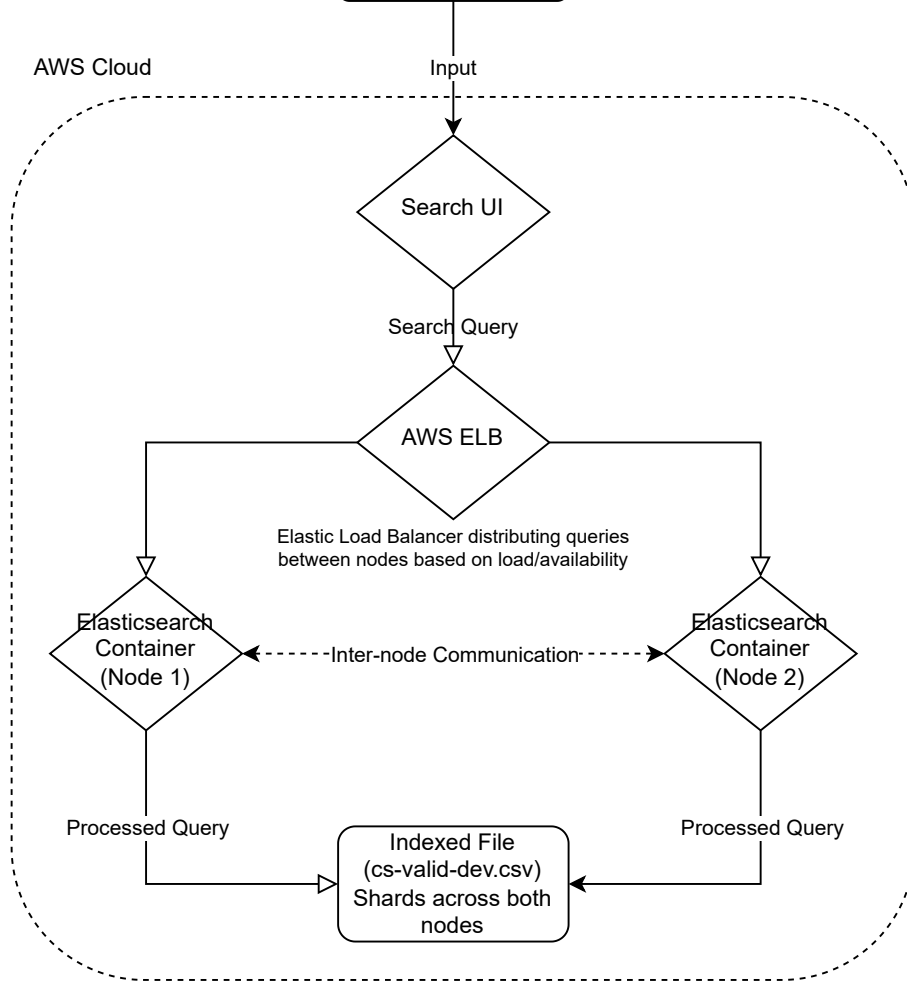 AWS Cloud
Input
Search UI
Search Query
AWS ELB
Elastic Load Balancer distributing queries
between nodes based on load/availability
Elasticsearch
Container
(Node 1)
Inter-node Communication
Elasticsearch
Container
(Node 2)
Processed Query
Processed Query
Indexed File
(cs-valid-dev.csv)
Shards across both
nodes